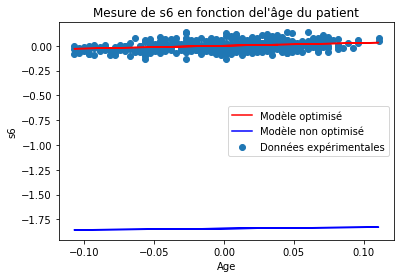 Mesure de s6 en fonction del'âge du patient
0.00
−0.25
−0.50
−0.75
−1.00
−1.25
−1.50
−1.75
s6
Modèle optimisé
Modèle non optimisé
Données expérimentales
−0.10
−0.05
0.00
0.05
0.10
Age